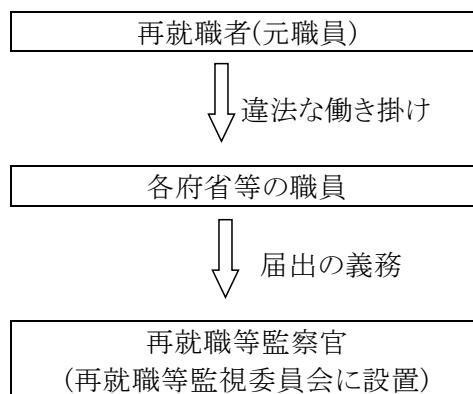 再就職者(元職員)
違法な働き掛け
各府省等の職員
届出の義務
再就職等監察官
(再就職等監視委員会に設置)